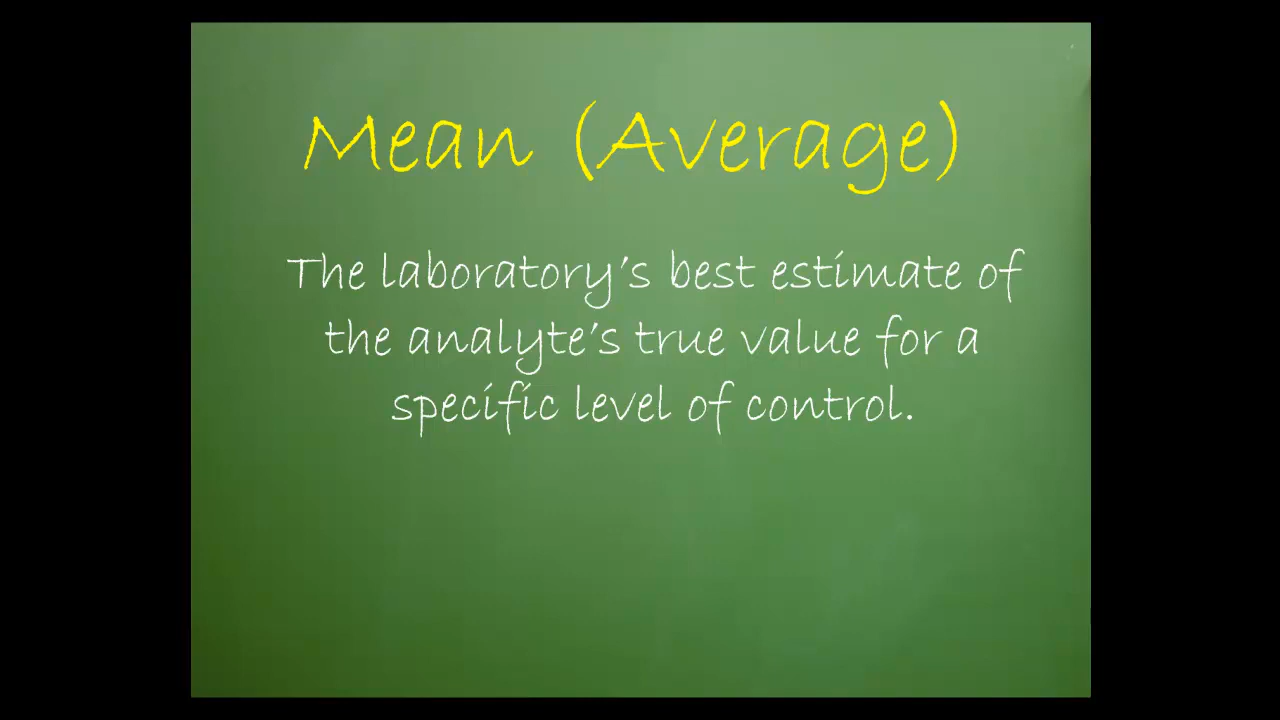 Mean (Average)
The laboratory's best estimate of
the analyte's true value for a
specific level of control.